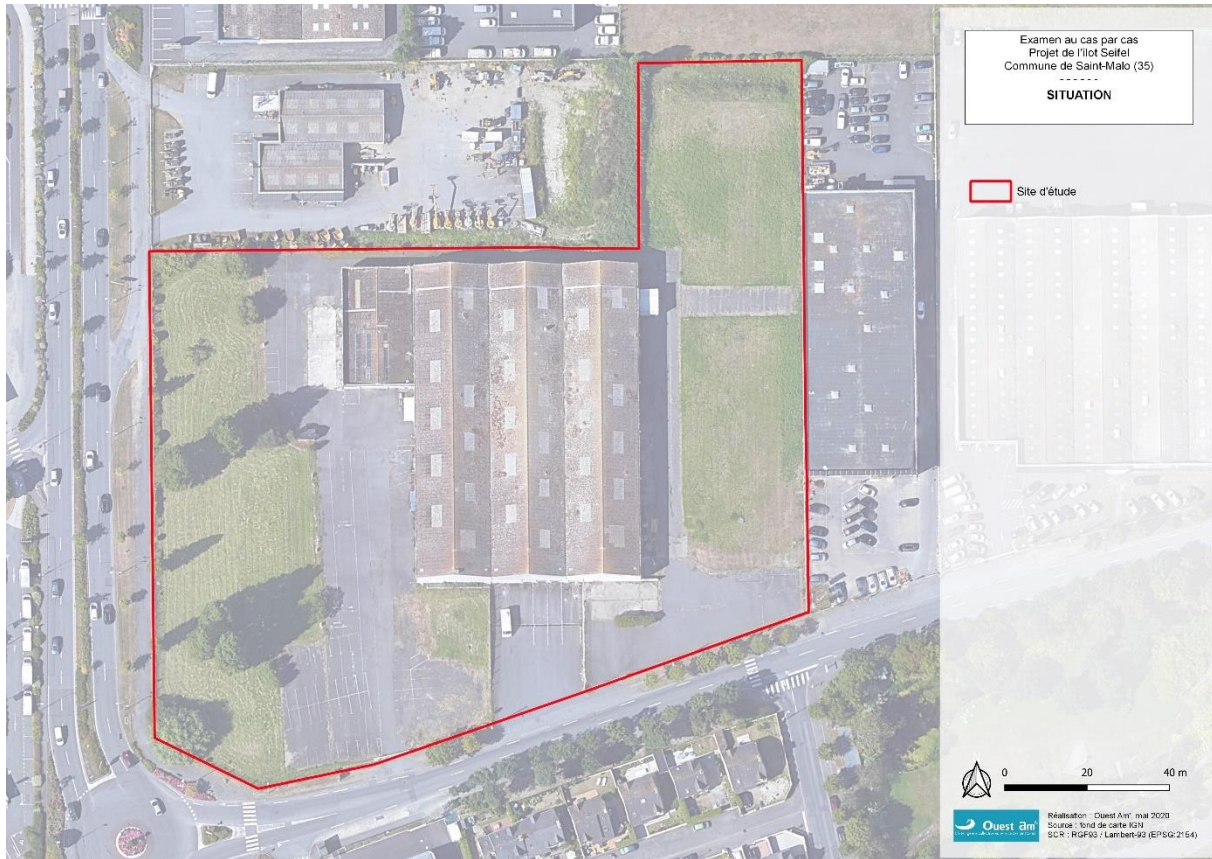 Examen au cas par cas
Projet de l'îlot Seifel
Commune de Saint-Malo (35)
------
SITUATION
Site d'étude
0 20 40 m
Ouest am'
Réalisation : Ouest Am' mai 2020
Source : fond de carte IGN
SCR : RGF93 / Lambert-93 (EPSG:2154)